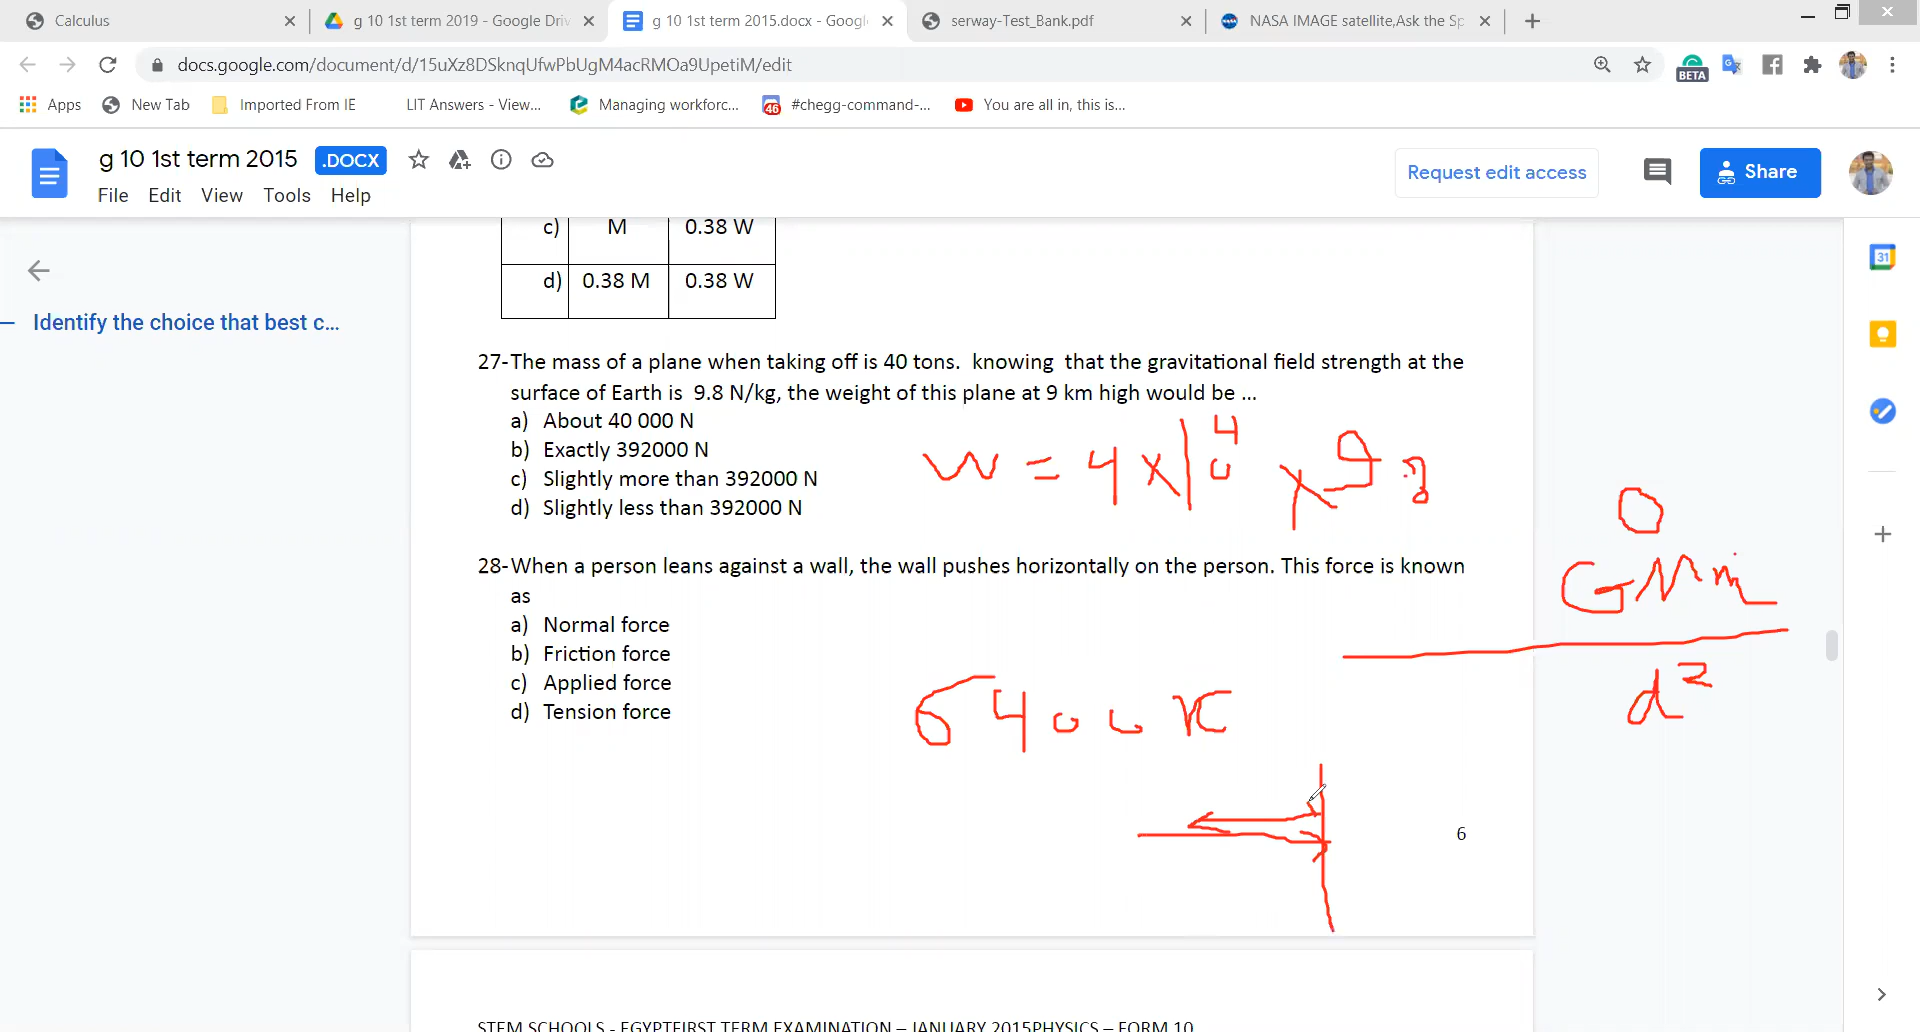 Calculus
g 10 1st term 2019 - Google Driv
g 10 1st term 2015.docx - Googl
serway-Test_Bank.pdf
NASA IMAGE satellite,Ask the Sp
docs.google.com/document/d/15uXz8DSknqUfwPbUgM4acRMOa9UpetiM/edit
BETA
Apps
New Tab
Imported From IE
LIT Answers - View...
Managing workforc...
46
#chegg-command-...
You are all in, this is...
g 10 1st term 2015
.DOCX
Request edit access
Share
File Edit View Tools Help
31
Identify the choice that best c...
c) M 0.38 W
d) 0.38 M 0.38 W
27-The mass of a plane when taking off is 40 tons. knowing that the gravitational field strength at the
surface of Earth is 9.8 N/kg, the weight of this plane at 9 km high would be ...
a) About 40 000 N
b) Exactly 392000 N
c) Slightly more than 392000 N
d) Slightly less than 392000 N
W = 4 x 10^4 x 9.8
28-When a person leans against a wall, the wall pushes horizontally on the person. This force is known
as
a) Normal force
b) Friction force
c) Applied force
d) Tension force
GMm
d²
6400
6
STEM SCHOOLS - EGYPTFIRST TERM EXAMINATION – JANUARY 2015PHYSICS – FORM 10